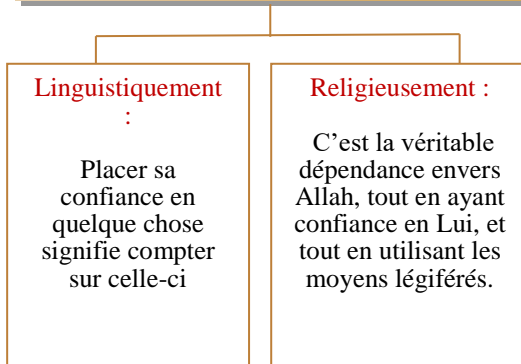 Linguistiquement
:
Placer sa
confiance en
quelque chose
signifie compter
sur celle-ci
Religieusement :
C’est la véritable
dépendance envers
Allah, tout en ayant
confiance en Lui, et
tout en utilisant les
moyens légiférés.